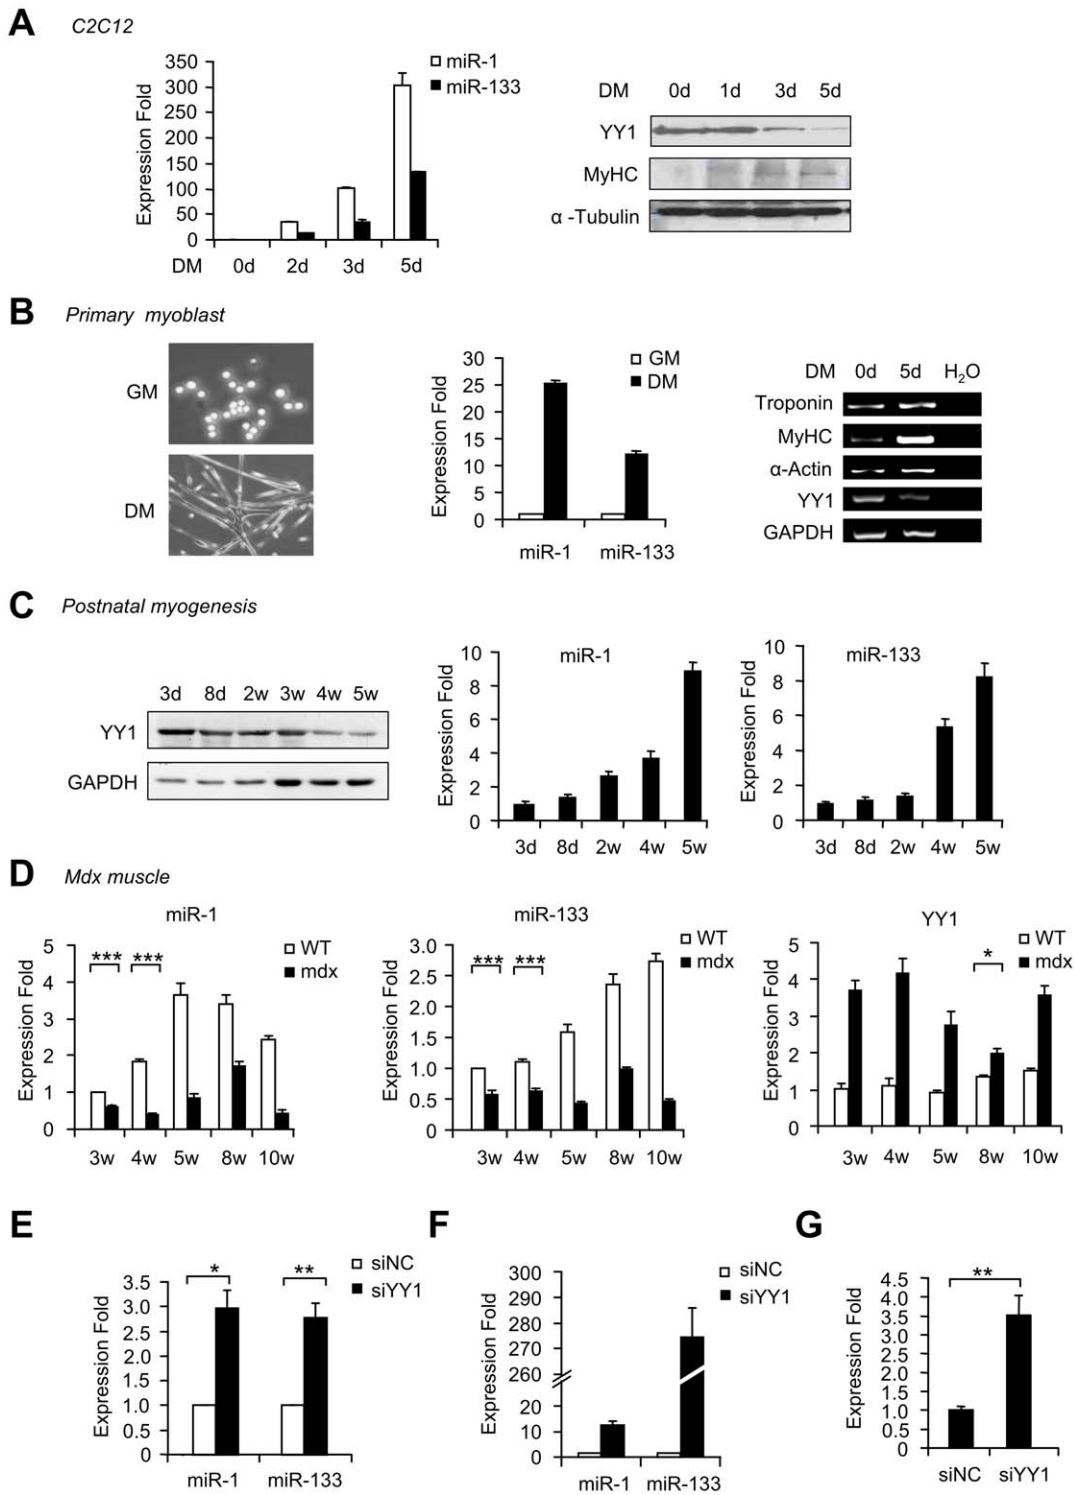 A C2C12
350
300
250
200
150
100
50
0
Expression Fold
miR-1
miR-133
DM 0d 2d 3d 5d
DM 0d 1d 3d 5d
YY1
MyHC
α -Tubulin
B Primary myoblast
GM
DM
30
25
20
15
10
5
0
Expression Fold
GM
DM
miR-1 miR-133
DM 0d 5d H2O
Troponin
MyHC
α-Actin
YY1
GAPDH
C Postnatal myogenesis
3d 8d 2w 3w 4w 5w
YY1
GAPDH
miR-1
10
8
6
4
2
0
Expression Fold
3d 8d 2w 4w 5w
miR-133
10
8
6
4
2
0
Expression Fold
3d 8d 2w 4w 5w
D Mdx muscle
miR-1
5
4
3
2
1
0
Expression Fold
*** ***
WT
mdx
3w 4w 5w 8w 10w
miR-133
3.0
2.5
2.0
1.5
1.0
0.5
0
Expression Fold
*** ***
WT
mdx
3w 4w 5w 8w 10w
YY1
5
4
3
2
1
0
Expression Fold
*
WT
mdx
3w 4w 5w 8w 10w
E
3.5
3.0
2.5
2.0
1.5
1.0
0.5
0
Expression Fold
* **
siNC
siYY1
miR-1 miR-133
F
300
290
280
270
260
20
10
0
Expression Fold
siNC
siYY1
miR-1 miR-133
G
4.5
4.0
3.5
3.0
2.5
2.0
1.5
1.0
0.5
0
Expression Fold
**
siNC siYY1